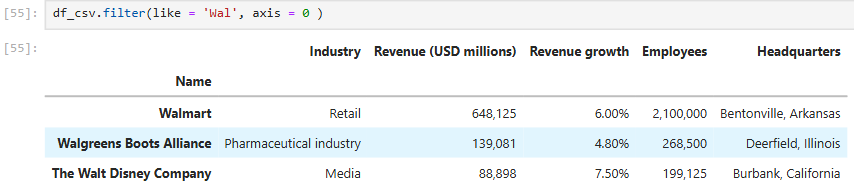 [55]: df_csv.filter(like = 'Wal', axis = 0 )
[55]: Industry Revenue (USD millions) Revenue growth Employees Headquarters
Name
Walmart Retail 648,125 6.00% 2,100,000 Bentonville, Arkansas
Walgreens Boots Alliance Pharmaceutical industry 139,081 4.80% 268,500 Deerfield, Illinois
The Walt Disney Company Media 88,898 7.50% 199,125 Burbank, California